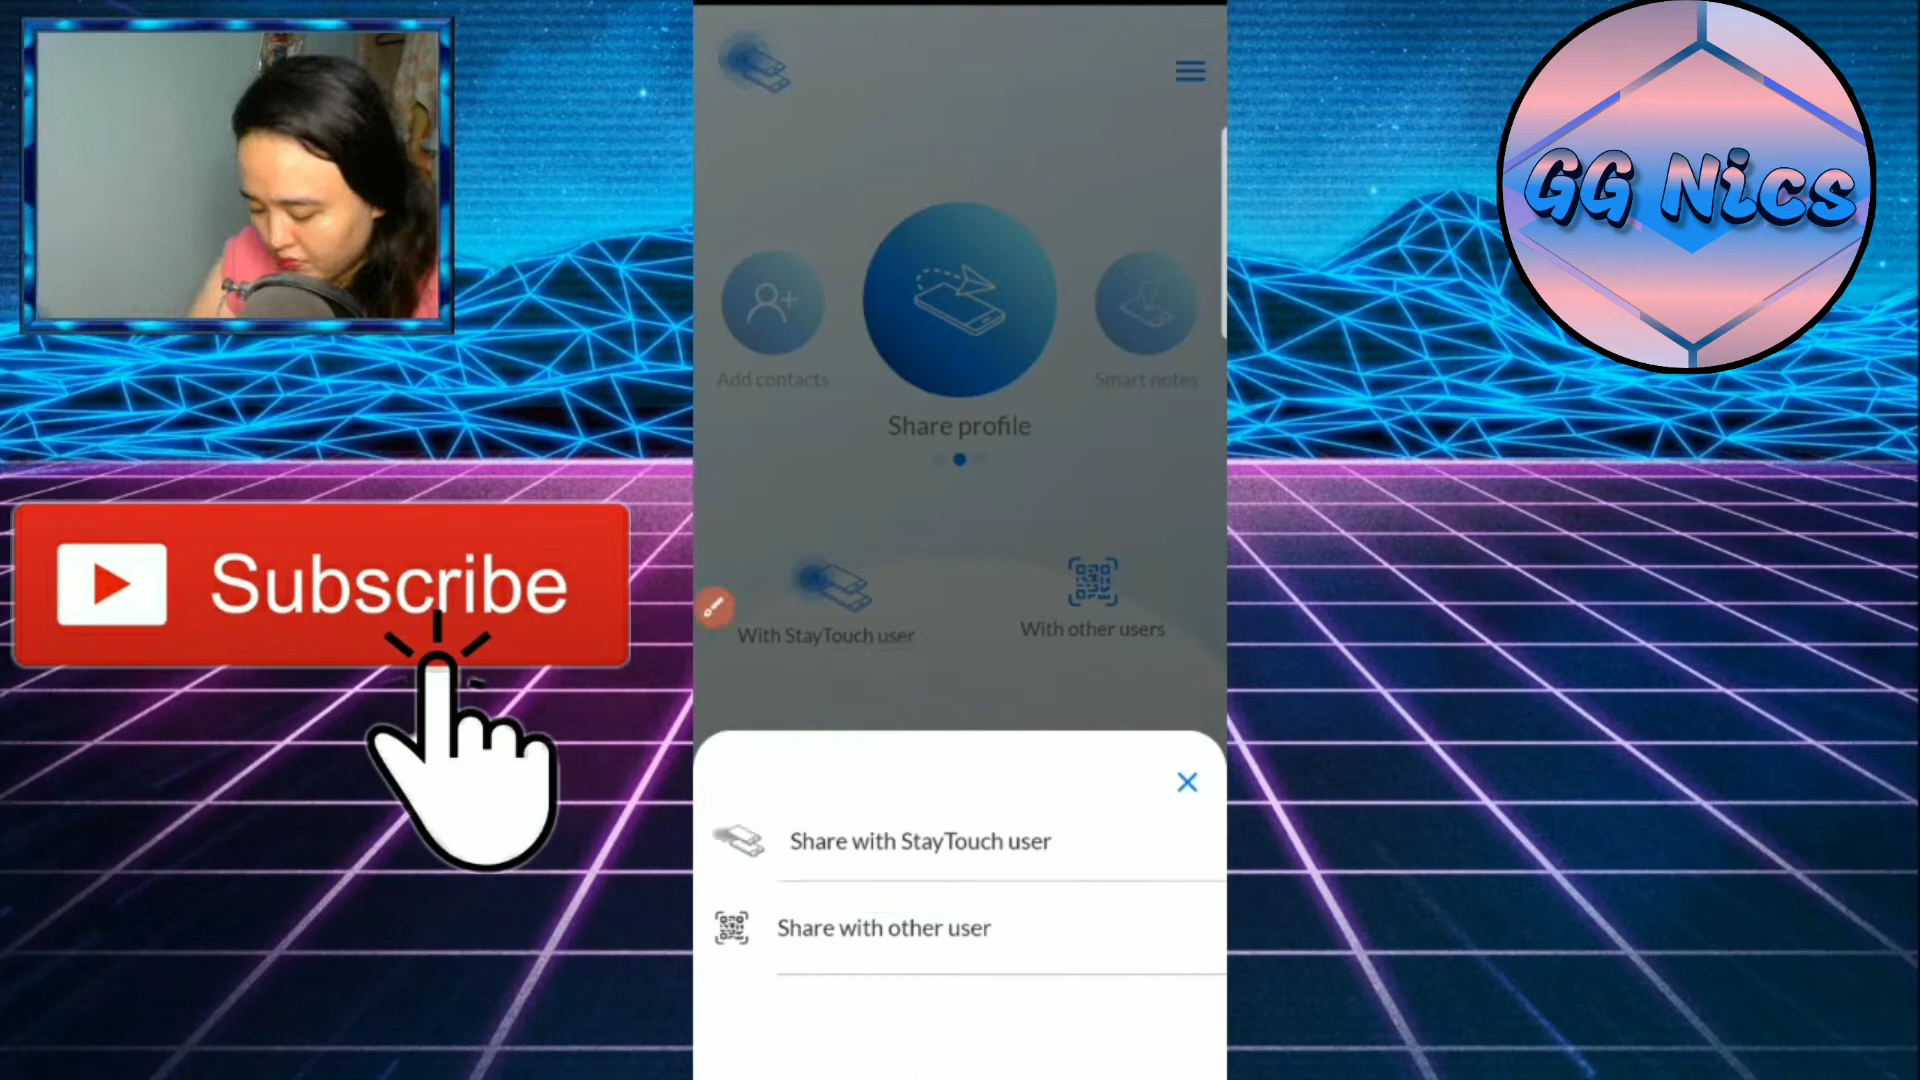 GG Nics
Add contacts
Smart notes
Share profile
Subscribe
With StayTouch user
With other users
Share with StayTouch user
Share with other user